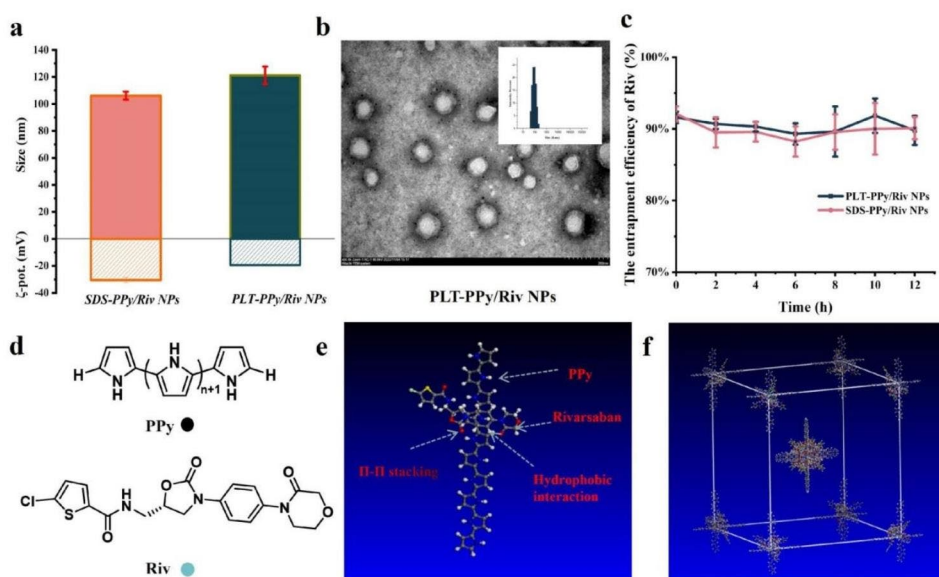 a
140
120
100
80
60
40
20
0
-20
-40
Size (nm)
ζ-pot. (mV)
SDS-PPy/Riv NPs
PLT-PPy/Riv NPs
b
PLT-PPy/Riv NPs
c
100%
90%
80%
70%
The entrapment efficiency of Riv (%)
PLT-PPy/Riv NPs
SDS-PPy/Riv NPs
0 2 4 6 8 10 12
Time (h)
d
H
N
H
N
H
n+1
N
H
H
PPy
O
O
O
Cl
S
H
N
O
N
N
O
O
Riv
e
PPy
Rivarsaban
Π-Π stacking
Hydrophobic
interaction
f